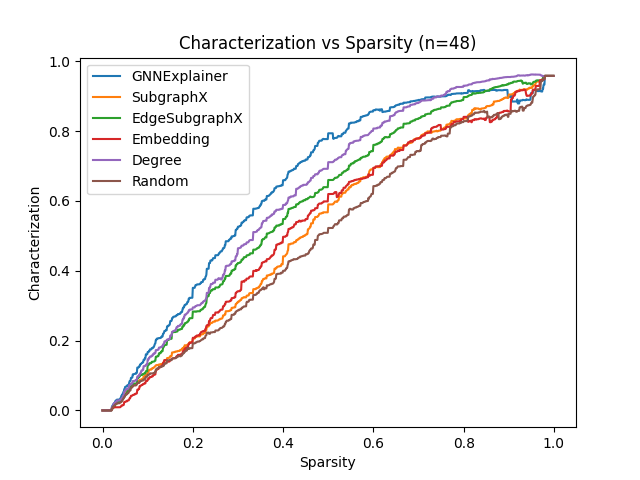 Characterization vs Sparsity (n=48)
GNNExplainer
SubgraphX
EdgeSubgraphX
Embedding
Degree
Random
Characterization
1.0
0.8
0.6
0.4
0.2
0.0
0.0 0.2 0.4 0.6 0.8 1.0
Sparsity